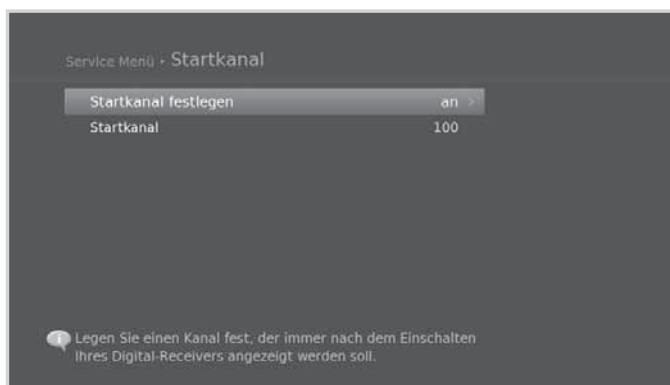 Service Menü • Startkanal
Startkanal festlegen an >
Startkanal 100
Legen Sie einen Kanal fest, der immer nach dem Einschalten
Ihres Digital-Receivers angezeigt werden soll.